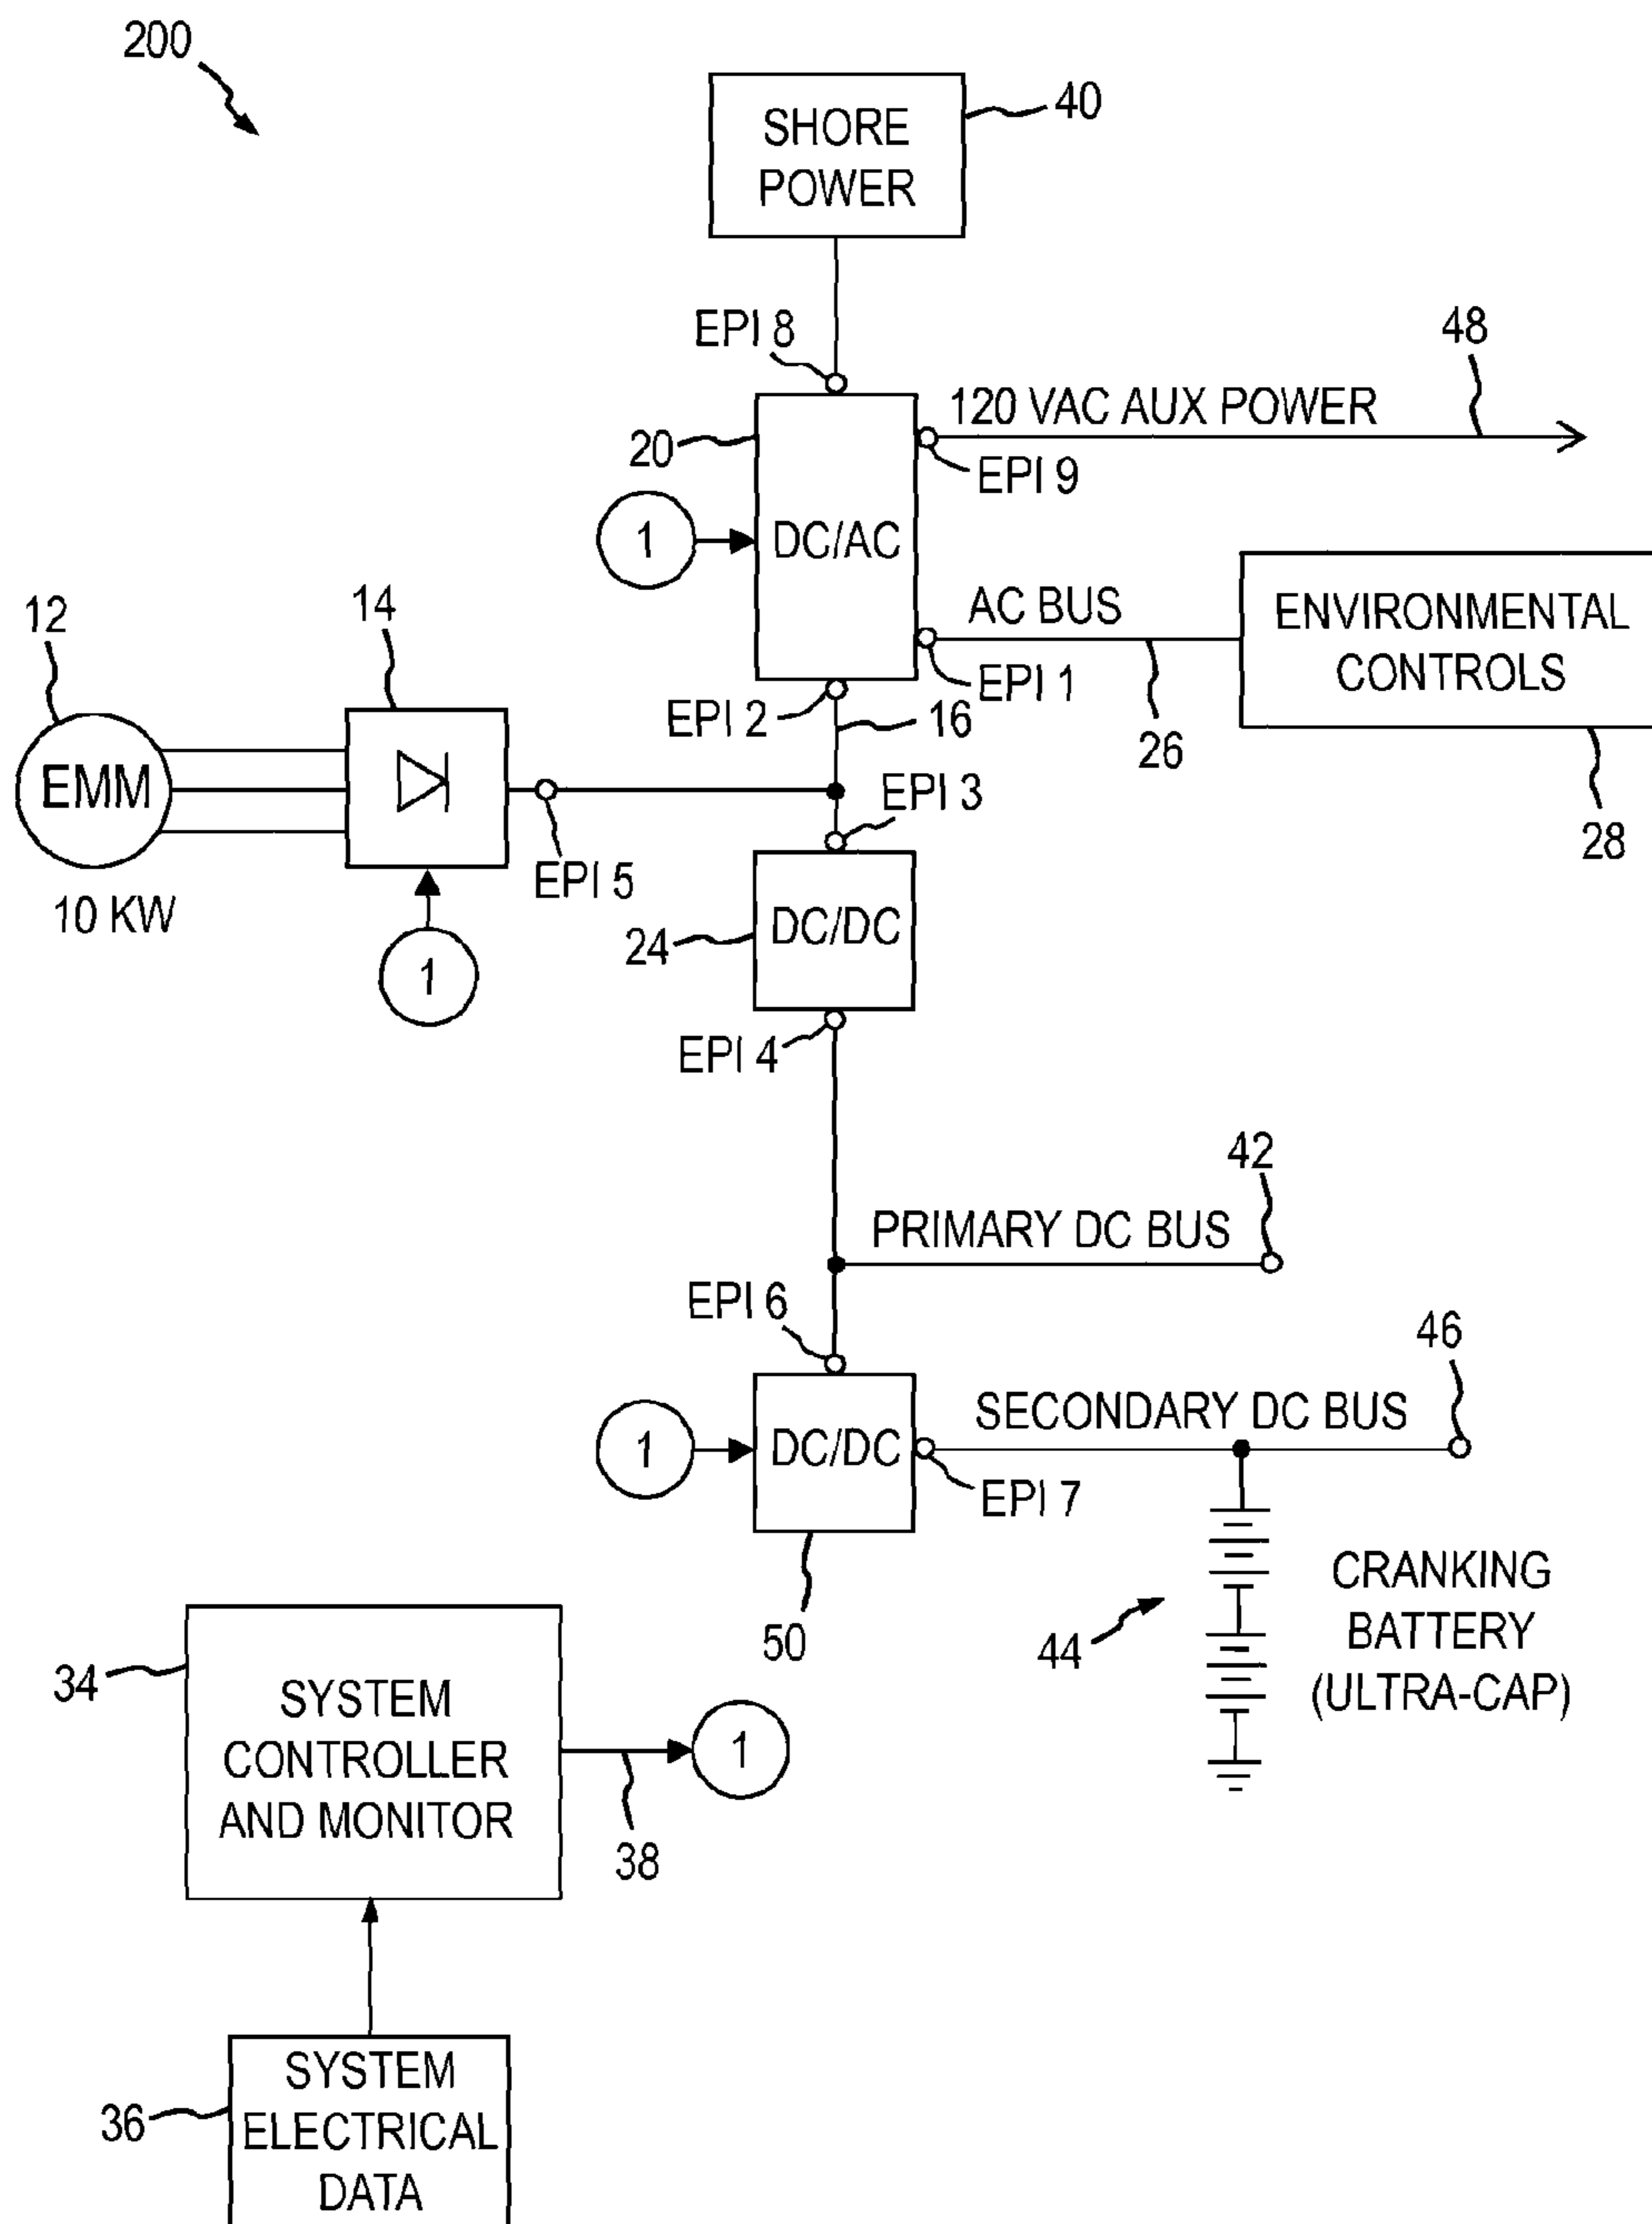 200
SHORE
POWER
40
EPI 8
48
120 VAC AUX POWER
20
EPI 9
1
DC/AC
12
14
AC BUS
ENVIRONMENTAL
CONTROLS
EPI 1
EPI 2
16
26
EMM
EPI 3
28
EPI 5
10 KW
24
DC/DC
1
EPI 4
42
PRIMARY DC BUS
EPI 6
46
SECONDARY DC BUS
1
DC/DC
EPI 7
CRANKING
BATTERY
(ULTRA-CAP)
50
44
34
SYSTEM
CONTROLLER
AND MONITOR
1
38
SYSTEM
ELECTRICAL
DATA
36